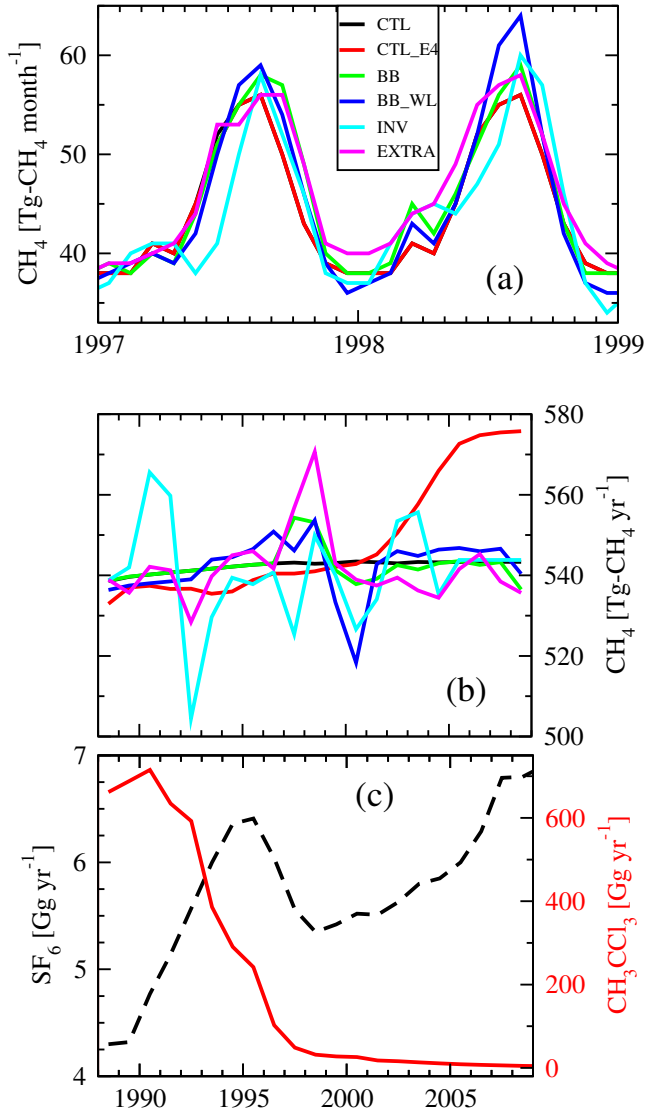 60
50
40
CH4 [Tg-CH4 month-1]
CTL
CTL_E4
BB
BB_WL
INV
EXTRA
(a)
1997
1998
1999
580
560
540
520
500
CH4 [Tg-CH4 yr-1]
(b)
7
6
5
4
SF6 [Gg yr-1]
(c)
600
400
200
0
CH3CCl3 [Gg yr-1]
1990
1995
2000
2005